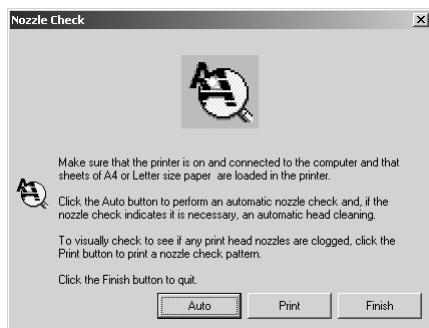 Nozzle Check
Make sure that the printer is on and connected to the computer and that
sheets of A4 or Letter size paper are loaded in the printer.
Click the Auto button to perform an automatic nozzle check and, if the
nozzle check indicates it is necessary, an automatic head cleaning.
To visually check to see if any print head nozzles are clogged, click the
Print button to print a nozzle check pattern.
Click the Finish button to quit.
Auto Print Finish